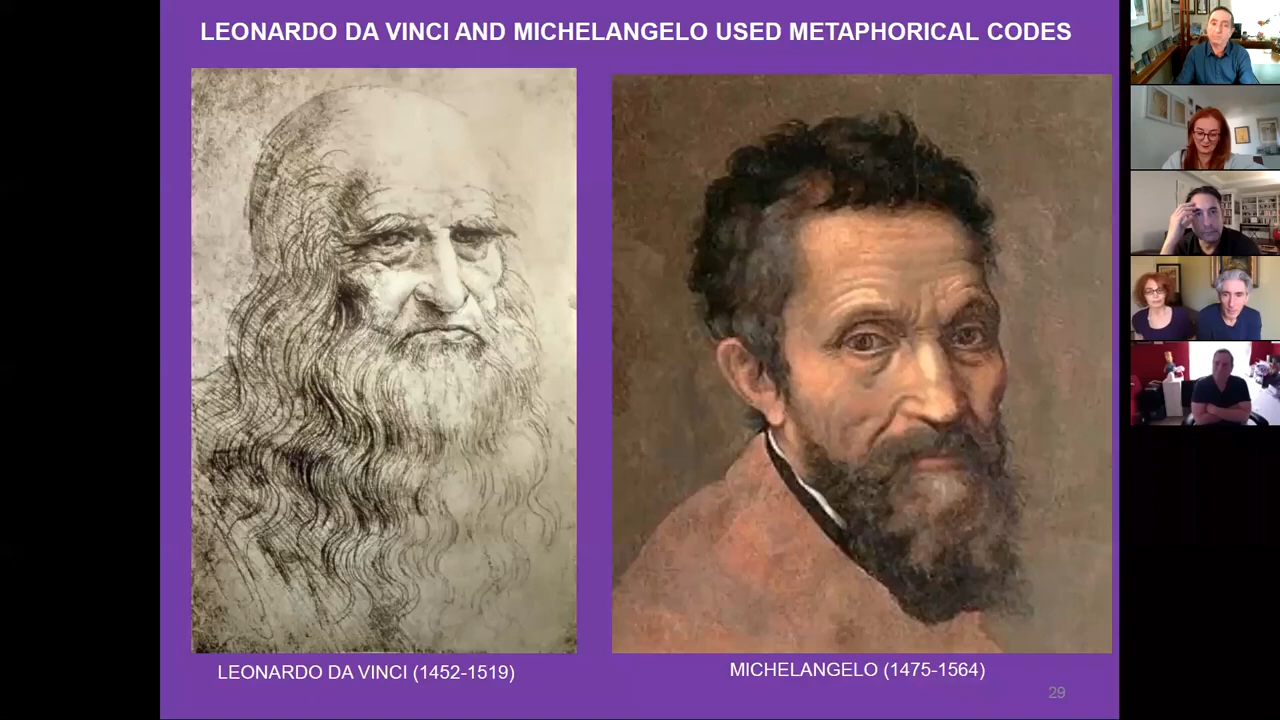 LEONARDO DA VINCI AND MICHELANGELO USED METAPHORICAL CODES
LEONARDO DA VINCI (1452-1519)
MICHELANGELO (1475-1564)
29